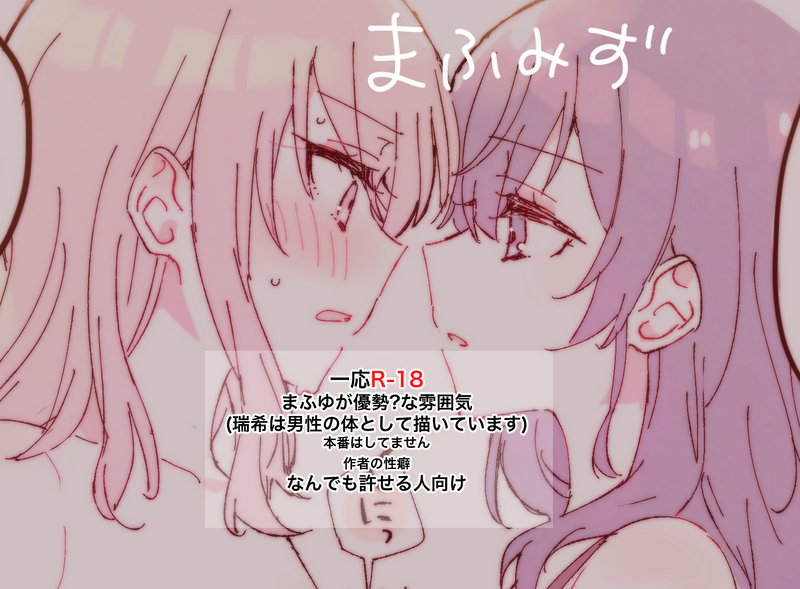 まふみず
一応R-18
まふゆが優勢?な雰囲気
(瑞希は男性の体として描いています)
本番はしてません
作者の性癖
なんでも許せる人向け
にっ